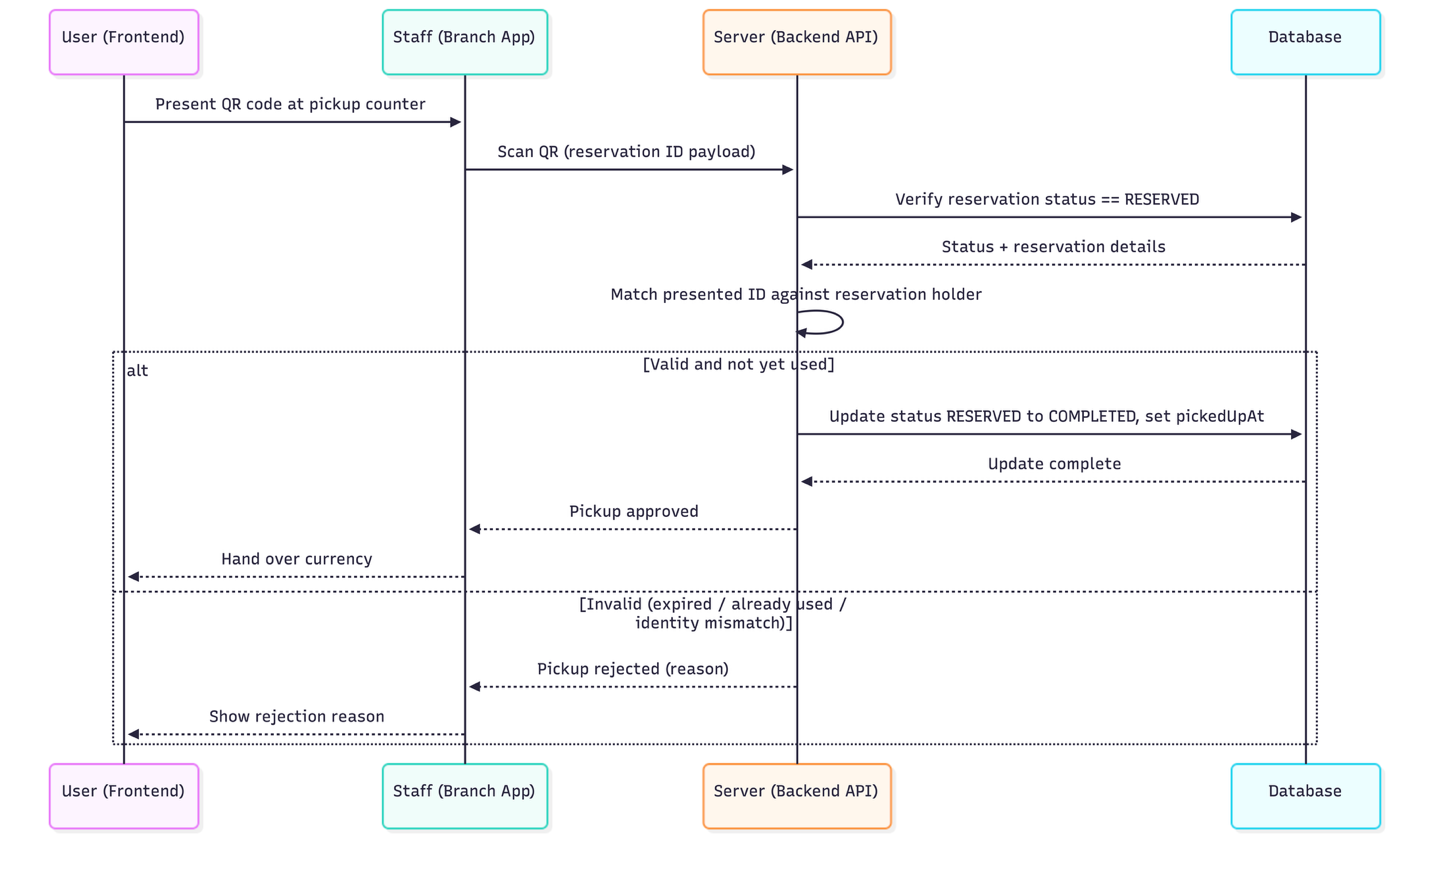 User (Frontend)
Staff (Branch App)
Server (Backend API)
Database
Present QR code at pickup counter
Scan QR (reservation ID payload)
Verify reservation status == RESERVED
Status + reservation details
Match presented ID against reservation holder
alt
[Valid and not yet used]
Update status RESERVED to COMPLETED, set pickedUpAt
Update complete
Pickup approved
Hand over currency
[Invalid (expired / already used /
identity mismatch)]
Pickup rejected (reason)
Show rejection reason
User (Frontend)
Staff (Branch App)
Server (Backend API)
Database